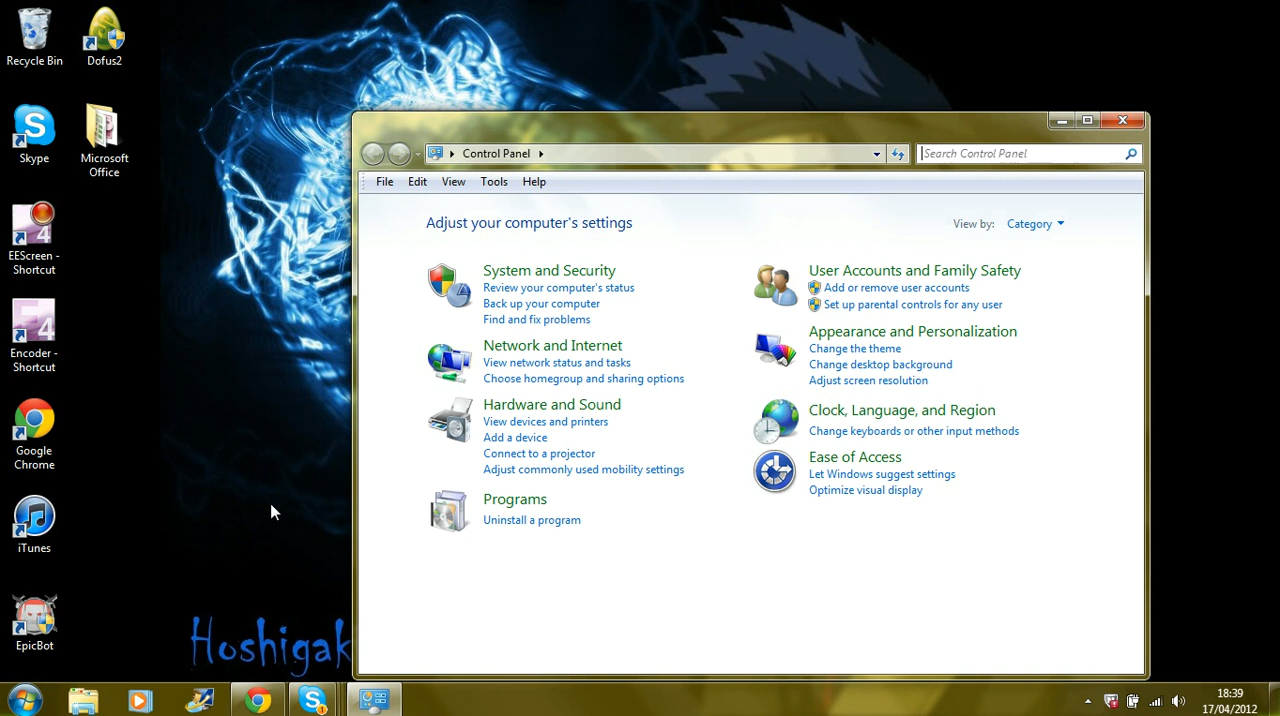 Recycle Bin
Dofus2
Skype
Microsoft
Office
EEScreen -
Shortcut
Encoder -
Shortcut
Google
Chrome
iTunes
EpicBot
Hoshigak
Control Panel
Search Control Panel
File Edit View Tools Help
Adjust your computer's settings
View by: Category
System and Security
Review your computer's status
Back up your computer
Find and fix problems
Network and Internet
View network status and tasks
Choose homegroup and sharing options
Hardware and Sound
View devices and printers
Add a device
Connect to a projector
Adjust commonly used mobility settings
Programs
Uninstall a program
User Accounts and Family Safety
Add or remove user accounts
Set up parental controls for any user
Appearance and Personalization
Change the theme
Change desktop background
Adjust screen resolution
Clock, Language, and Region
Change keyboards or other input methods
Ease of Access
Let Windows suggest settings
Optimize visual display
18:39
17/04/2012